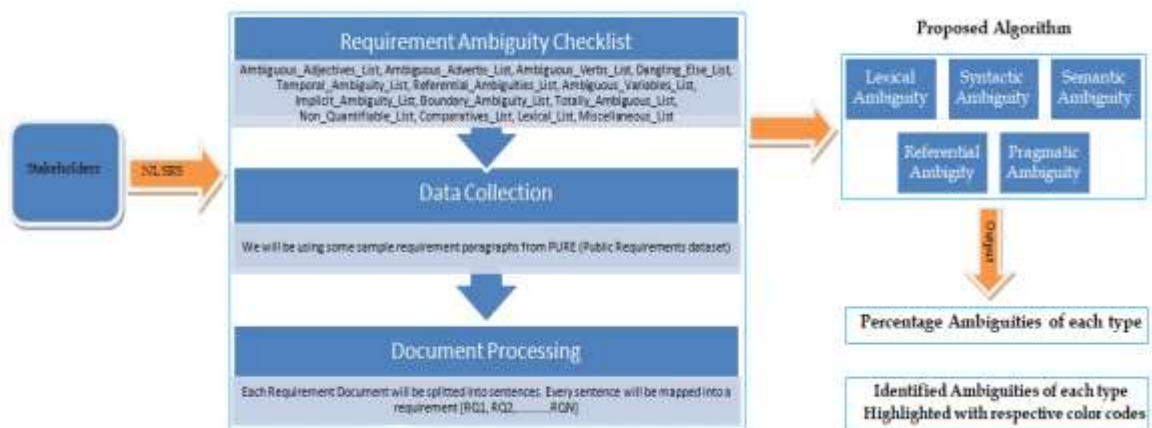 Stakeholders
NL SRS
Requirement Ambiguity Checklist
Ambiguous_Adjectives_List, Ambiguous_Adverbs_List, Ambiguous_Verbs_List, Dangling_Else_List,
Temporal_Ambiguity_List, Referential_Ambiguities_List, Ambiguous_Variables_List,
Implicit_Ambiguity_List, Boundary_Ambiguity_List, Totally_Ambiguous_List,
Non_Quantifiable_List, Comparatives_List, Lexical_List, Miscellaneous_List
Data Collection
We will be using some sample requirement paragraphs from PURE (Public Requirements dataset)
Document Processing
Each Requirement Document will be splitted into sentences. Every sentence will be mapped into a
requirement [RQ1, RQ2,..........RQN]
Proposed Algorithm
Lexical
Ambiguity
Syntactic
Ambiguity
Semantic
Ambiguity
Referential
Ambigity
Pragmatic
Ambiguity
Output
Percentage Ambiguities of each type
Identified Ambiguities of each type
Highlighted with respective color codes